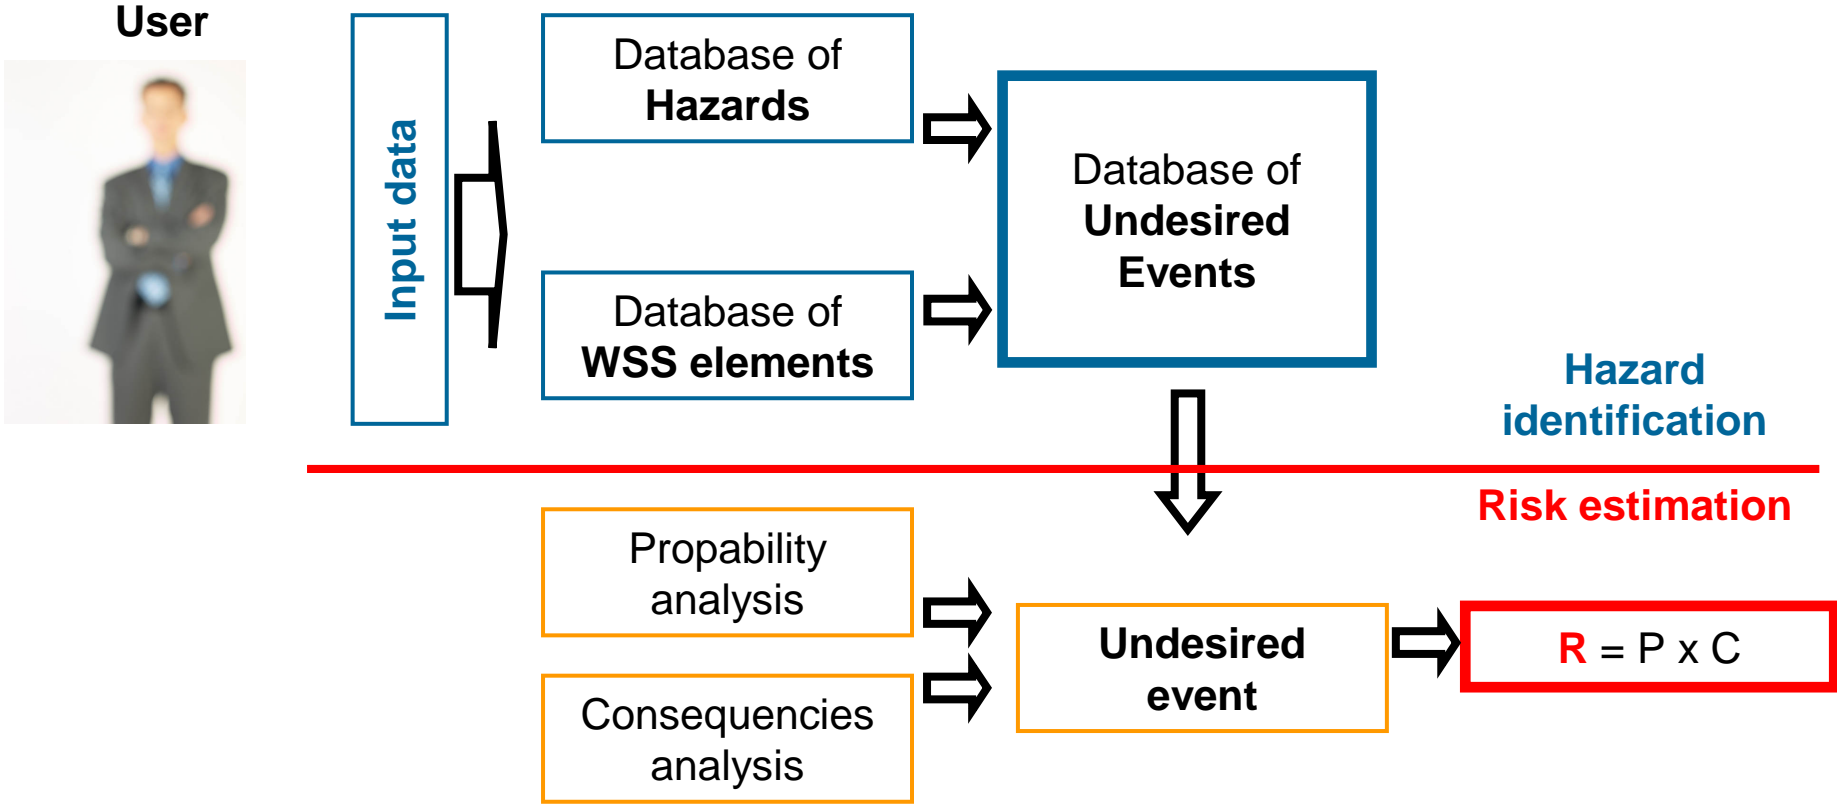 User
Input data
Database of
Hazards
Database of
WSS elements
Database of
Undesired
Events
Hazard
identification
Risk estimation
Propability
analysis
Consequencies
analysis
Undesired
event
R = P x C